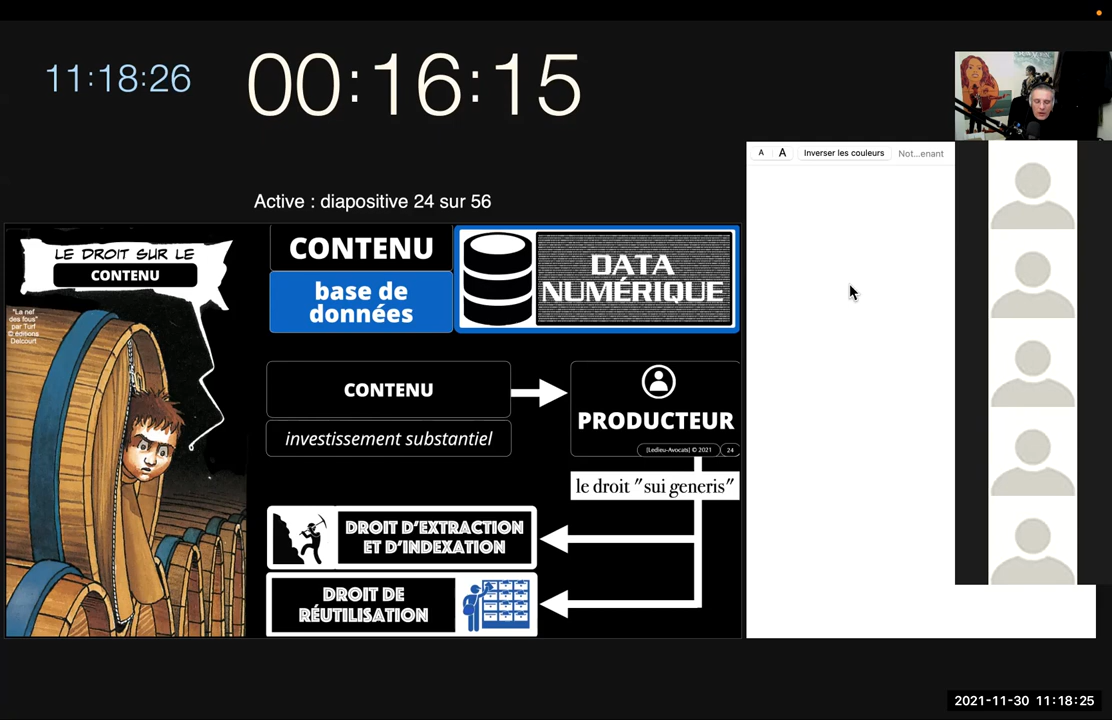 11:18:26
00:16:15
A A Inverser les couleurs Not...enant
Active : diapositive 24 sur 56
LE DROIT SUR LE
CONTENU
"La nef
des fous"
par Turf
© éditions
Delcourt
CONTENU
base de
données
DATA
NUMÉRIQUE
CONTENU
investissement substantiel
PRODUCTEUR
[Ledieu-Avocats] © 2021
24
le droit "sui generis"
DROIT D'EXTRACTION
ET D'INDEXATION
DROIT DE
RÉUTILISATION
2021-11-30 11:18:25